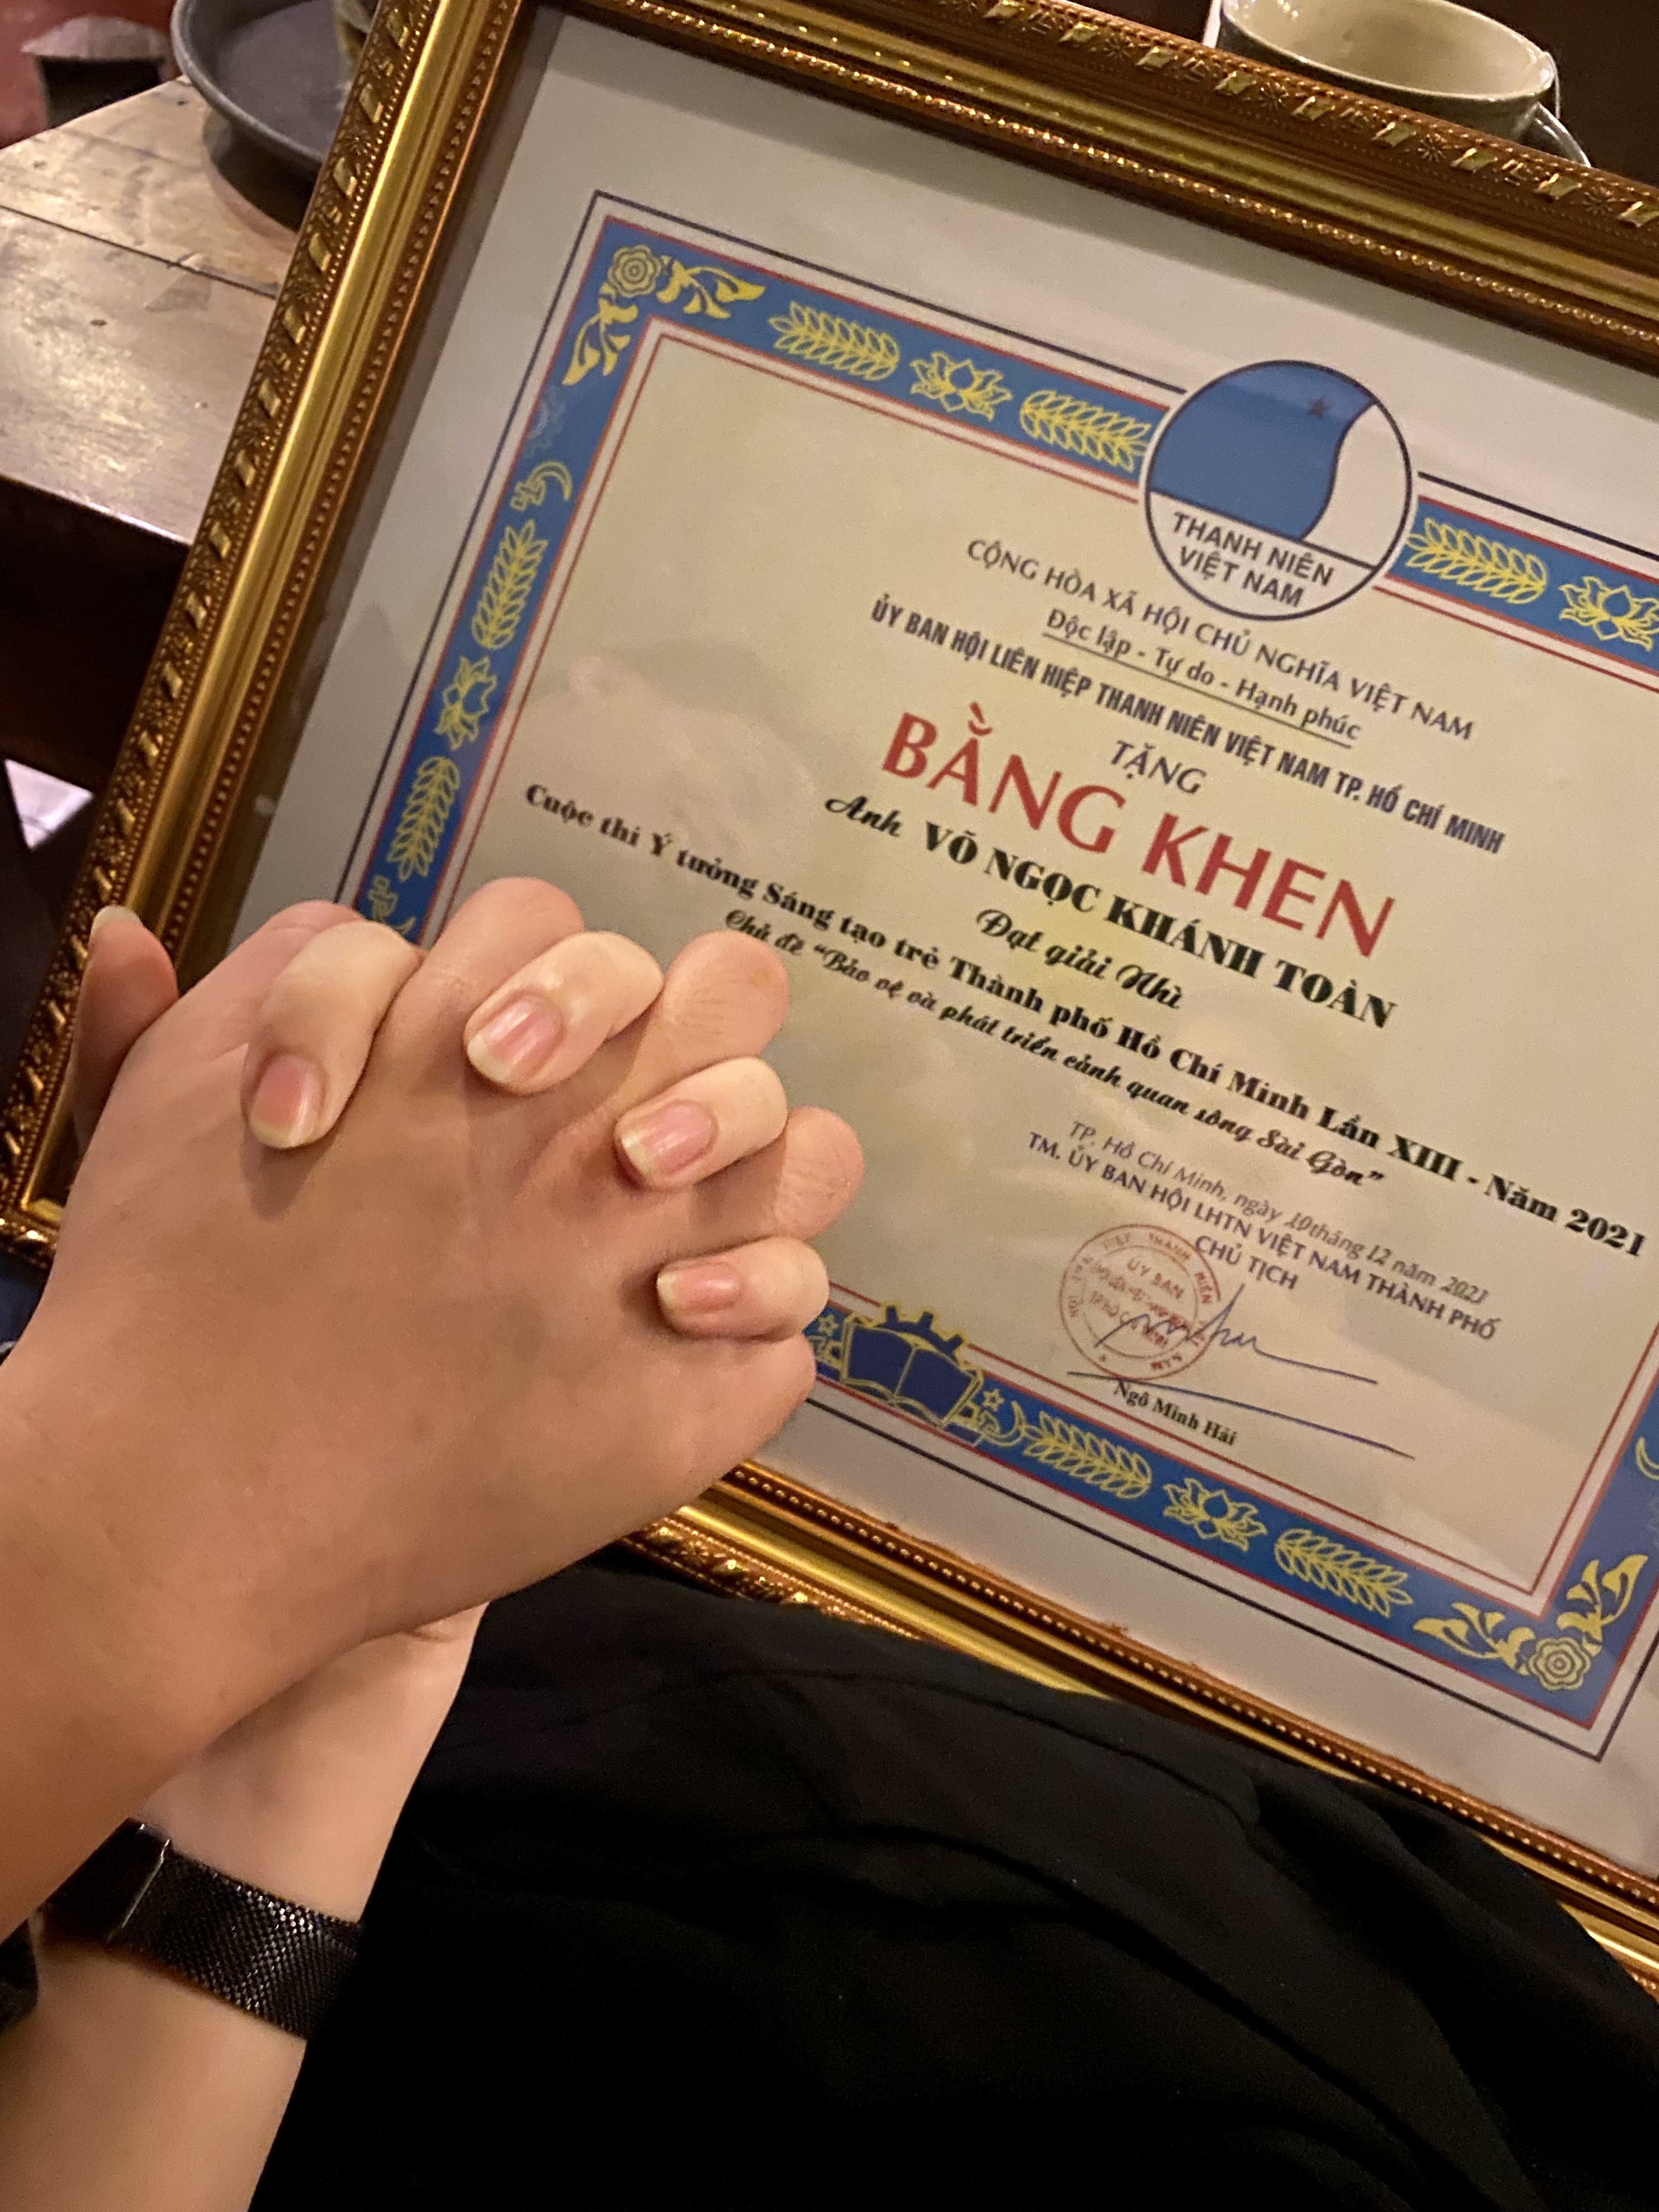 THANH NIÊN
VIỆT NAM
CỘNG HÒA XÃ HỘI CHỦ NGHĨA VIỆT NAM
Độc lập - Tự do - Hạnh phúc
ỦY BAN HỘI LIÊN HIỆP THANH NIÊN VIỆT NAM TP. HỒ CHÍ MINH
TẶNG
BẰNG KHEN
Anh VÕ NGỌC KHÁNH TOÀN
Đạt giải Nhì
Cuộc thi Ý tưởng Sáng tạo trẻ Thành phố Hồ Chí Minh Lần XIII - Năm 2021
Chủ đề “Bảo vệ và phát triển cảnh quan sông Sài Gòn”
TP. Hồ Chí Minh, ngày 10 tháng 12 năm 2021
TM. ỦY BAN HỘI LHTN VIỆT NAM THÀNH PHỐ
CHỦ TỊCH
ỦY BAN
Ngô Minh Hải